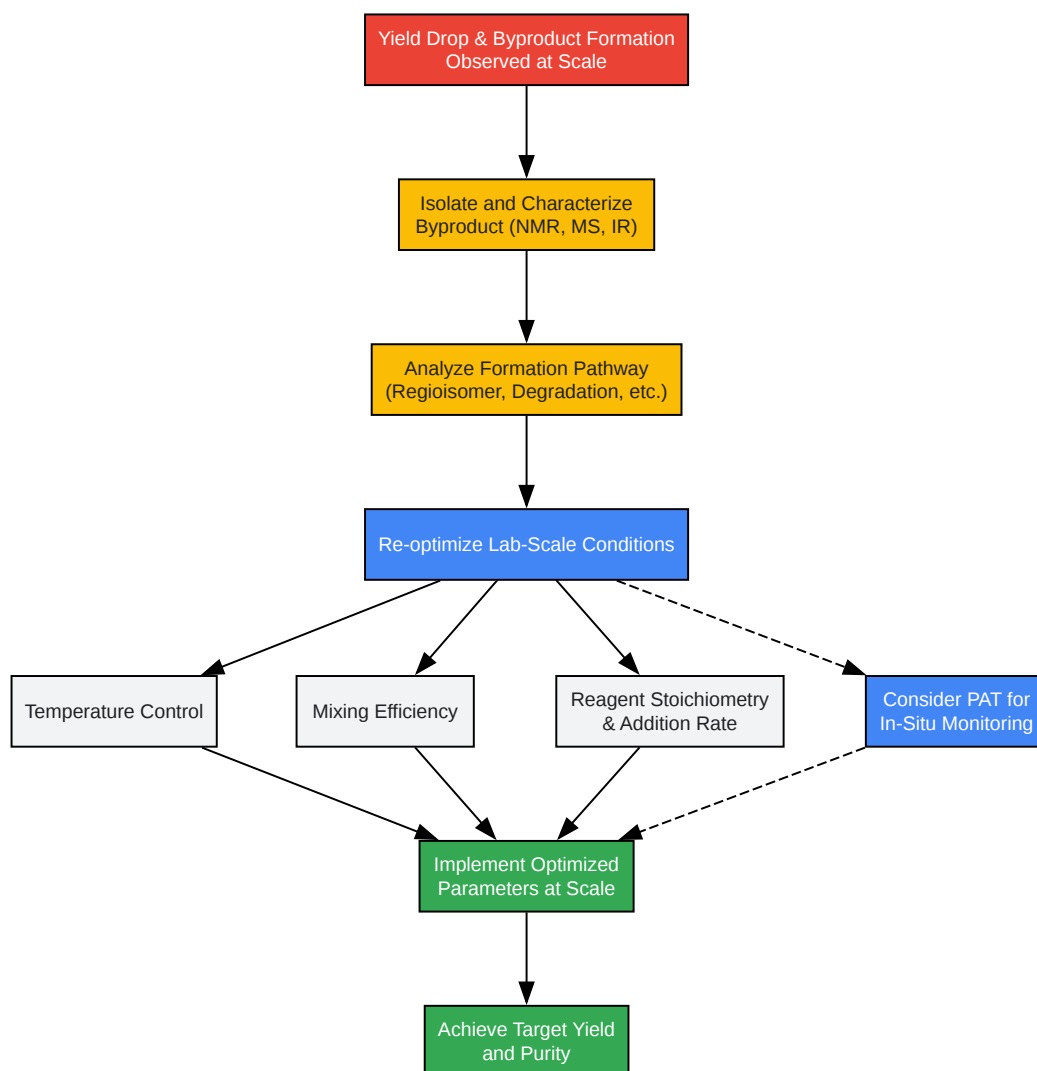 Yield Drop & Byproduct Formation
Observed at Scale
Isolate and Characterize
Byproduct (NMR, MS, IR)
Analyze Formation Pathway
(Regioisomer, Degradation, etc.)
Re-optimize Lab-Scale Conditions
Temperature Control
Mixing Efficiency
Reagent Stoichiometry
& Addition Rate
Consider PAT for
In-Situ Monitoring
Implement Optimized
Parameters at Scale
Achieve Target Yield
and Purity